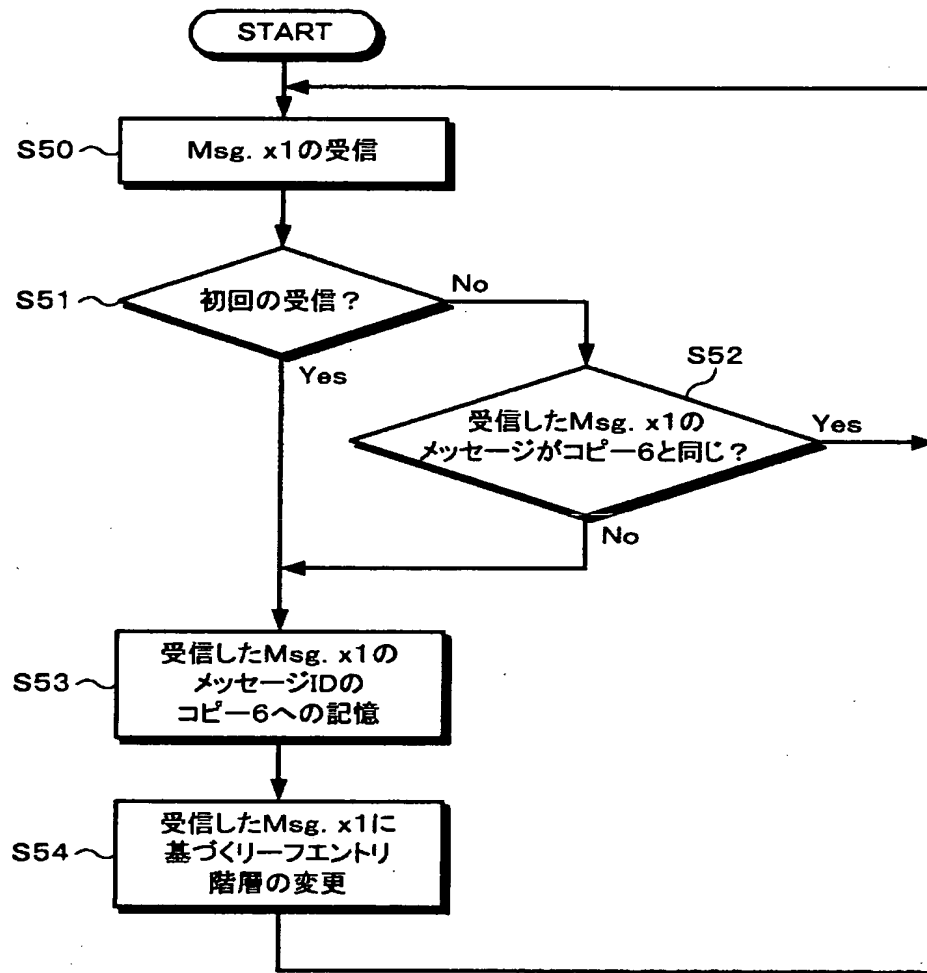 START
S50
Msg. x1の受信
S51
初回の受信?
No
Yes
S52
受信したMsg. x1の
メッセージがコピー6と同じ?
Yes
No
S53
受信したMsg. x1の
メッセージIDの
コピー6への記憶
S54
受信したMsg. x1に
基づくリーフエントリ
階層の変更